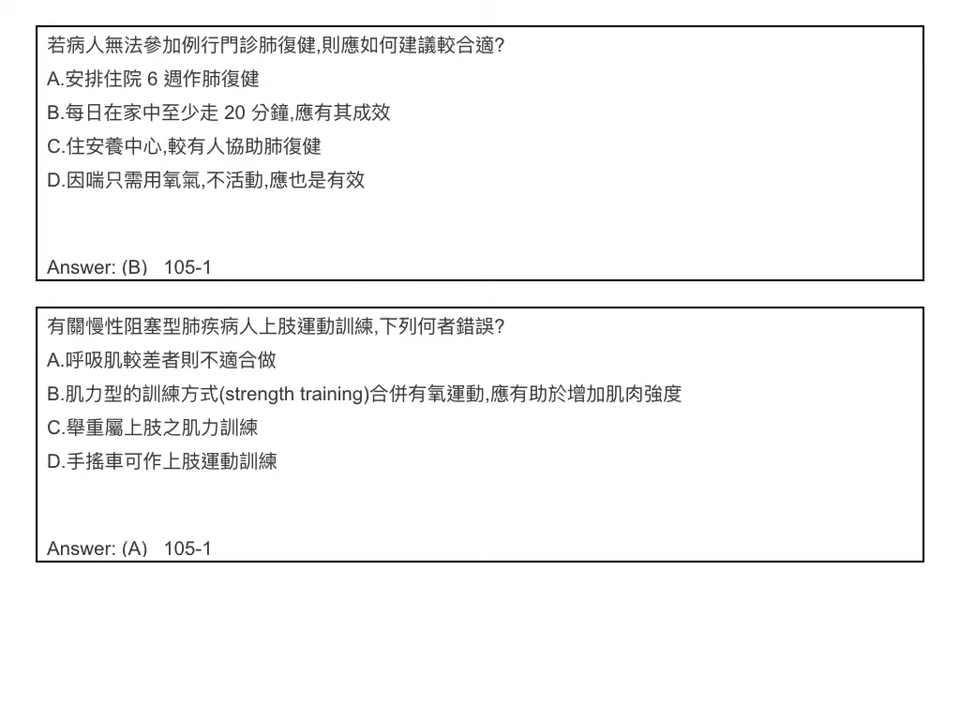 若病人無法參加例行門診肺復健,則應如何建議較合適?
A.安排住院 6 週作肺復健
B.每日在家中至少走 20 分鐘,應有其成效
C.住安養中心,較有人協助肺復健
D.因喘只需用氧氣,不活動,應也是有效
Answer: (B) 105-1
有關慢性阻塞型肺疾病人上肢運動訓練,下列何者錯誤?
A.呼吸肌較差者則不適合做
B.肌力型的訓練方式(strength training)合併有氧運動,應有助於增加肌肉強度
C.舉重屬上肢之肌力訓練
D.手搖車可作上肢運動訓練
Answer: (A) 105-1